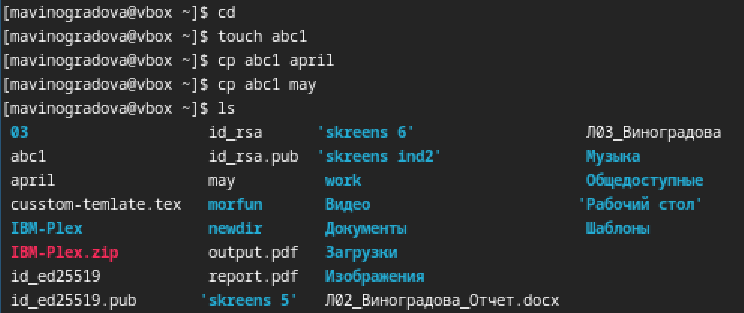 [mavinogradova@vbox ~]$ cd
[mavinogradova@vbox ~]$ touch abc1
[mavinogradova@vbox ~]$ cp abc1 april
[mavinogradova@vbox ~]$ cp abc1 may
[mavinogradova@vbox ~]$ ls
03 id_rsa 'skreens 6' Л03_Виноградова
abc1 id_rsa.pub 'skreens ind2' Музыка
april may work Общедоступные
cusstom-temlate.tex morfun Видео 'Рабочий стол'
IBM-Plex newdir Документы Шаблоны
IBM-Plex.zip output.pdf Загрузки
id_ed25519 report.pdf Изображения
id_ed25519.pub 'skreens 5' Л02_Виноградова_Отчет.docx